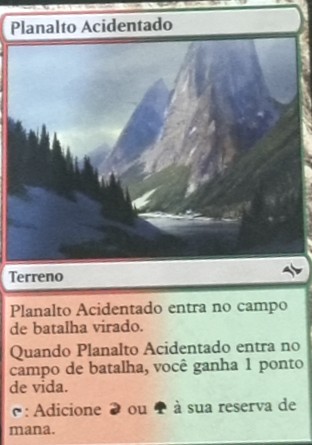 Planalto Acidentado
Terreno
Planalto Acidentado entra no campo
de batalha virado.
Quando Planalto Acidentado entra no
campo de batalha, você ganha 1 ponto
de vida.
: Adicione ou à sua reserva de
mana.